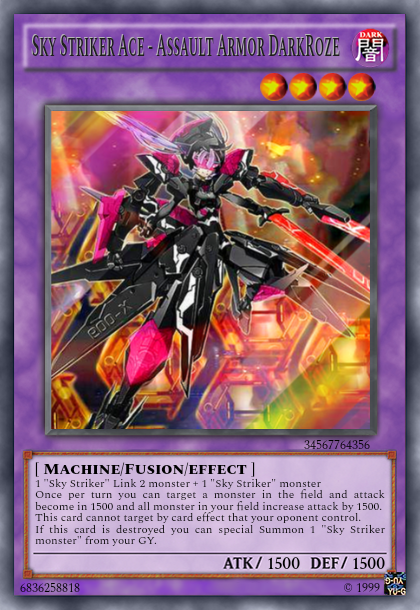 Sky Striker Ace - Assault Armor DarkRoze
DARK
闇
X-009
34567764356
[ Machine/Fusion/effect ]
1 "Sky Striker" Link 2 monster + 1 "Sky Striker" monster
Once per turn you can target a monster in the field and attack
become in 1500 and all monster in your field increase attack by 1500.
This card cannot target by card effect that your oponent control.
If this card is destroyed you can special Summon 1 "Sky Striker
monster" from your GY.
ATK/ 1500 DEF/ 1500
6836258818
© 1999